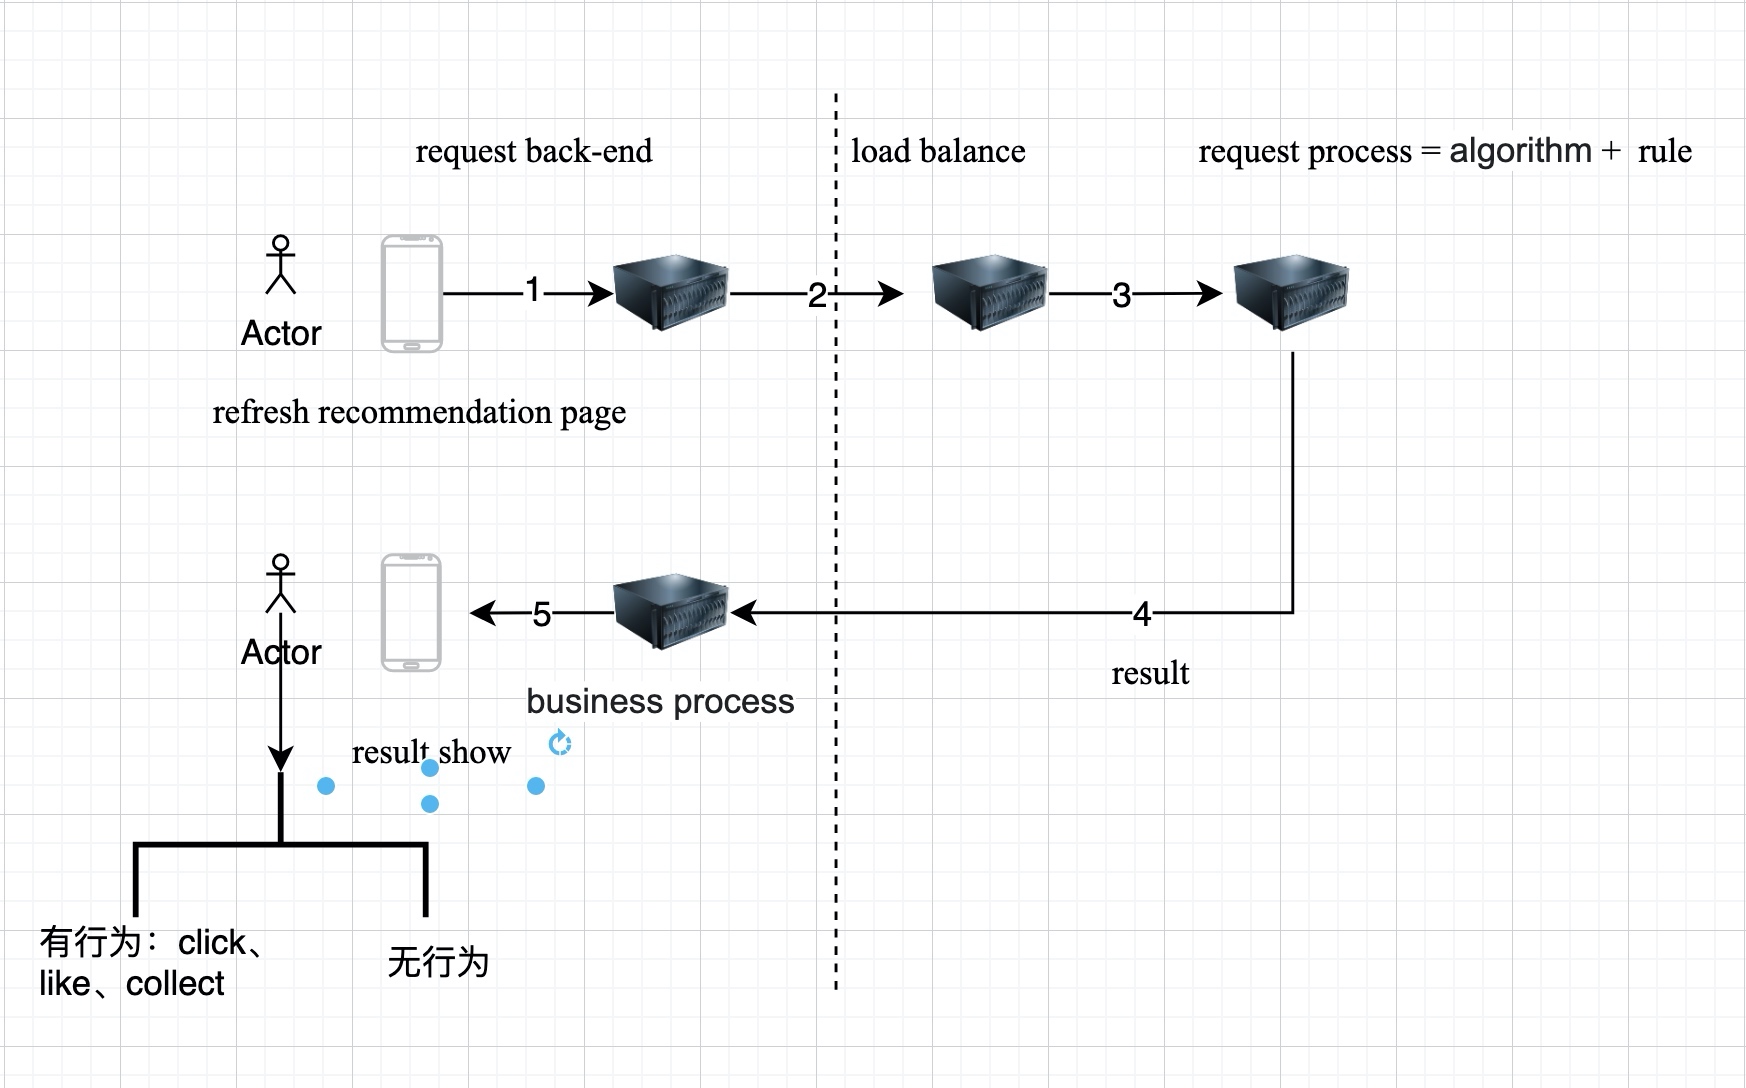 request back-end
load balance
request process = algorithm + rule
1
2
3
Actor
refresh recommendation page
5
4
Actor
result
business process
result show
有行为：click、
like、collect
无行为